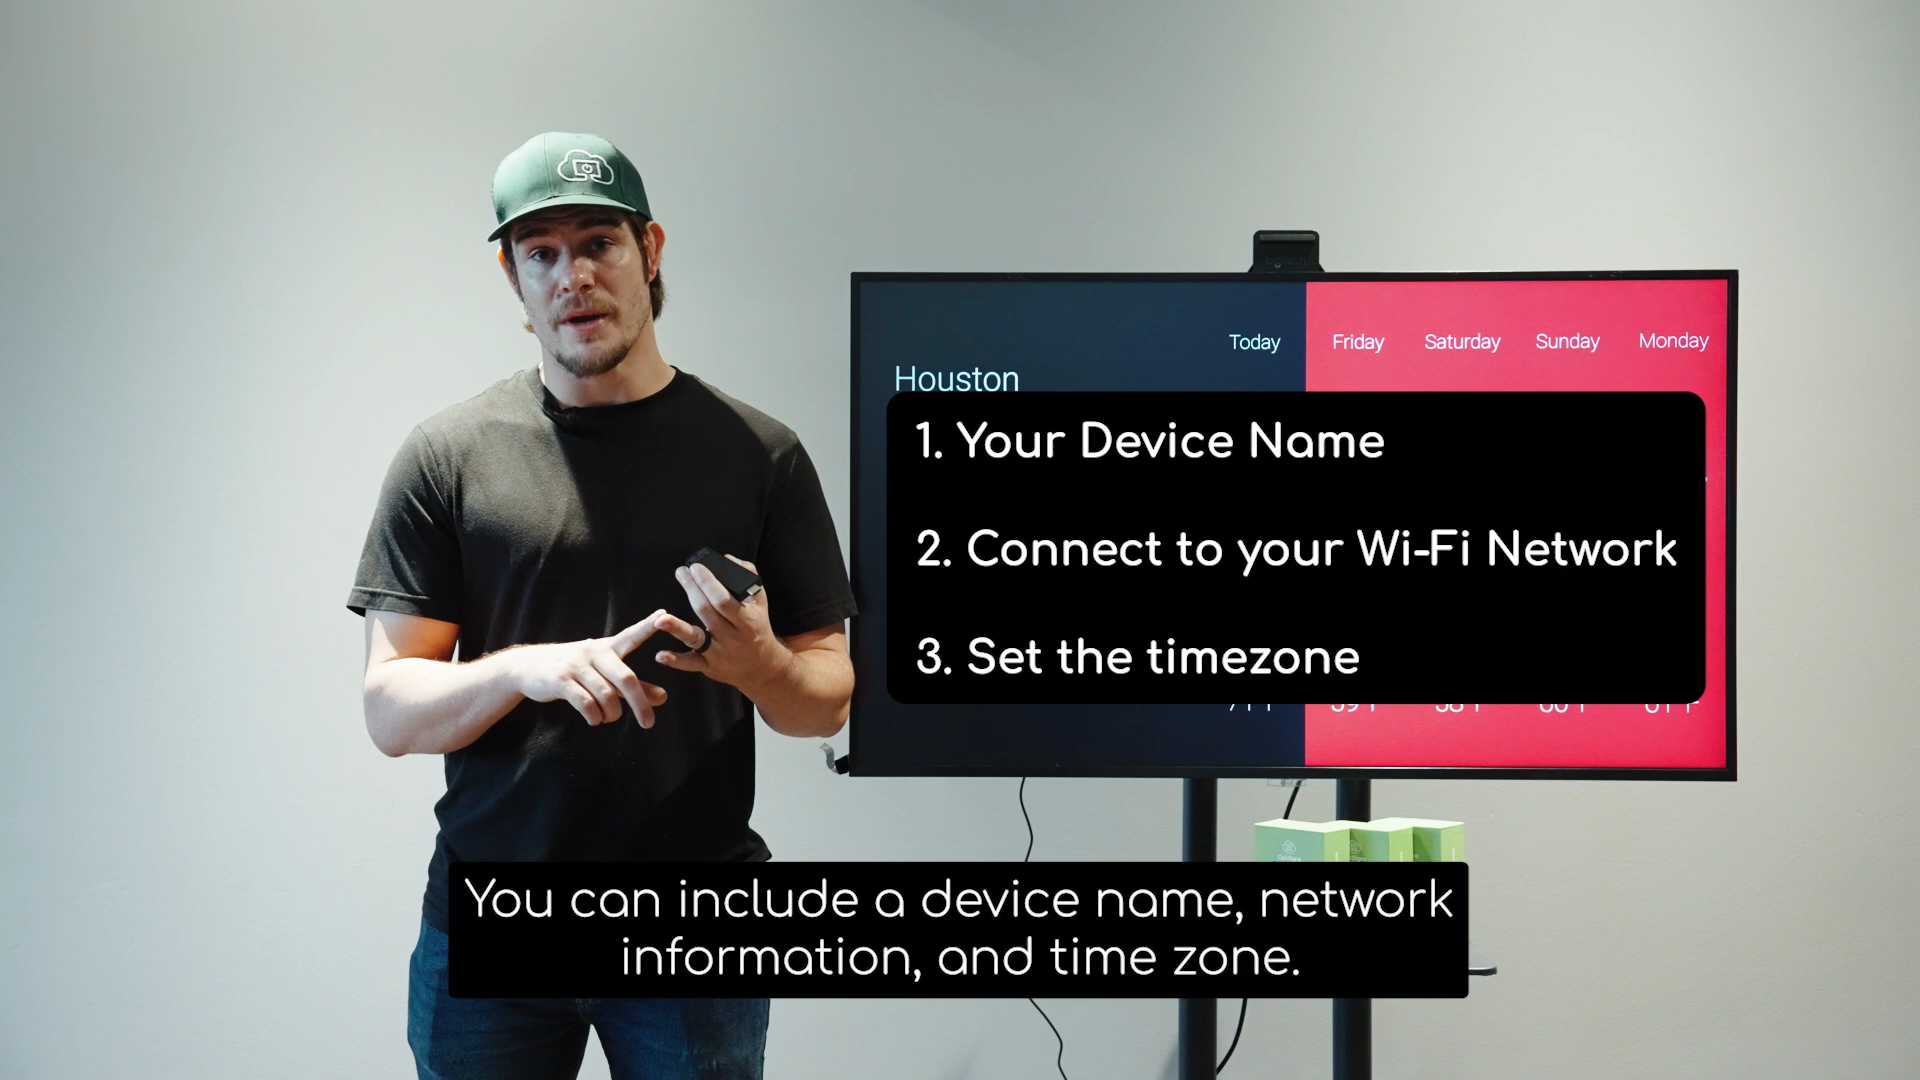 Today
Friday
Saturday
Sunday
Monday
Houston
1. Your Device Name
2. Connect to your Wi-Fi Network
3. Set the timezone
You can include a device name, network
information, and time zone.